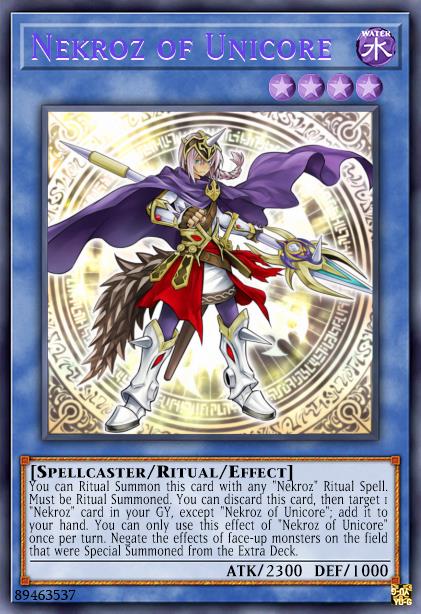 Nekroz of Unicore
WATER
水
[Spellcaster/Ritual/Effect]
You can Ritual Summon this card with any "Nekroz" Ritual Spell.
Must be Ritual Summoned. You can discard this card, then target 1
"Nekroz" card in your GY, except "Nekroz of Unicore"; add it to
your hand. You can only use this effect of "Nekroz of Unicore"
once per turn. Negate the effects of face-up monsters on the field
that were Special Summoned from the Extra Deck.
ATK/2300 DEF/1000
89463537